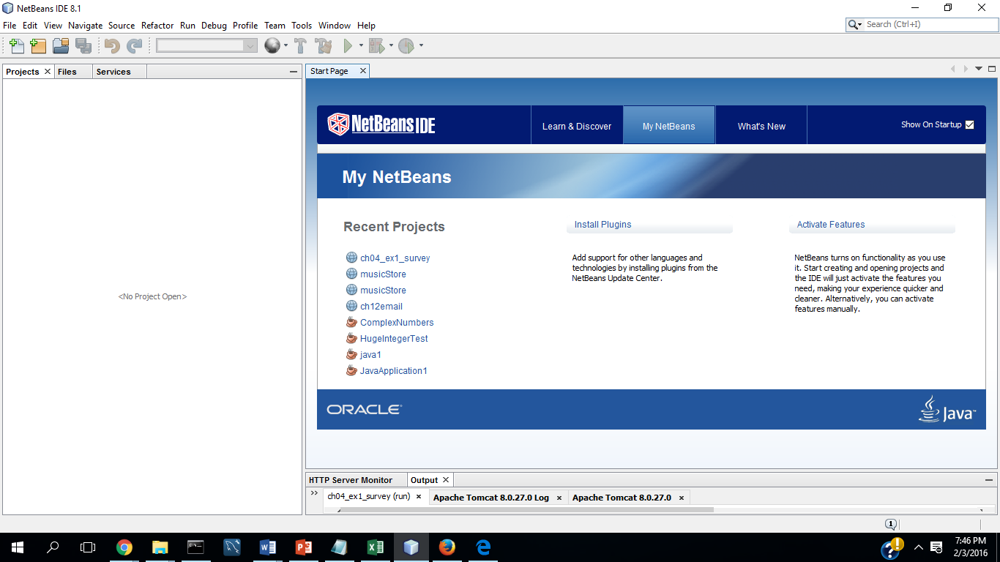 NetBeans IDE 8.1
File Edit View Navigate Source Refactor Run Debug Profile Team Tools Window Help
Search (Ctrl+I)
Projects Files Services
Start Page
NetBeans IDE
Learn & Discover
My NetBeans
What's New
Show On Startup
My NetBeans
Recent Projects
ch04_ex1_survey
musicStore
musicStore
ch12email
ComplexNumbers
HugeIntegerTest
java1
JavaApplication1
Install Plugins
Add support for other languages and
technologies by installing plugins from the
NetBeans Update Center.
Activate Features
NetBeans turns on functionality as you use
it. Start creating and opening projects and
the IDE will just activate the features you
need, making your experience quicker and
cleaner. Alternatively, you can activate
features manually.
<No Project Open>
ORACLE
Java™
HTTP Server Monitor Output
ch04_ex1_survey (run) Apache Tomcat 8.0.27.0 Log Apache Tomcat 8.0.27.0
1
7:46 PM
2/3/2016